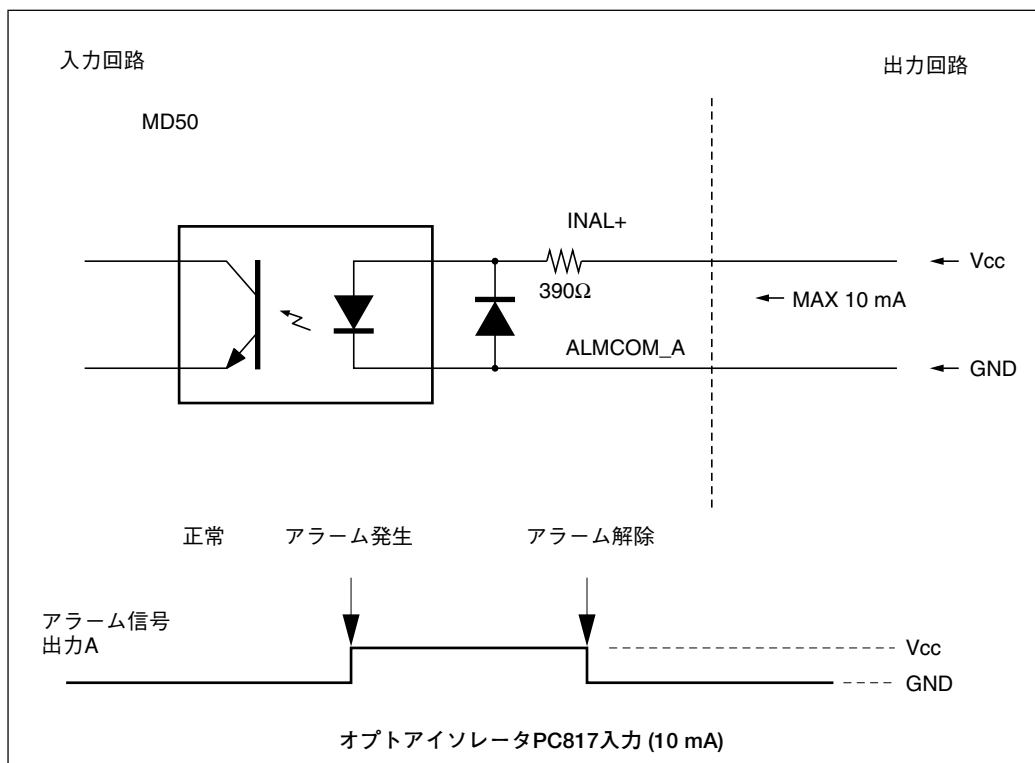 入力回路
出力回路
MD50
INAL+
390Ω
Vcc
MAX 10 mA
ALMCOM_A
GND
正常
アラーム発生
アラーム解除
アラーム信号
出力A
Vcc
GND
オプトアイソレータPC817入力 (10 mA)